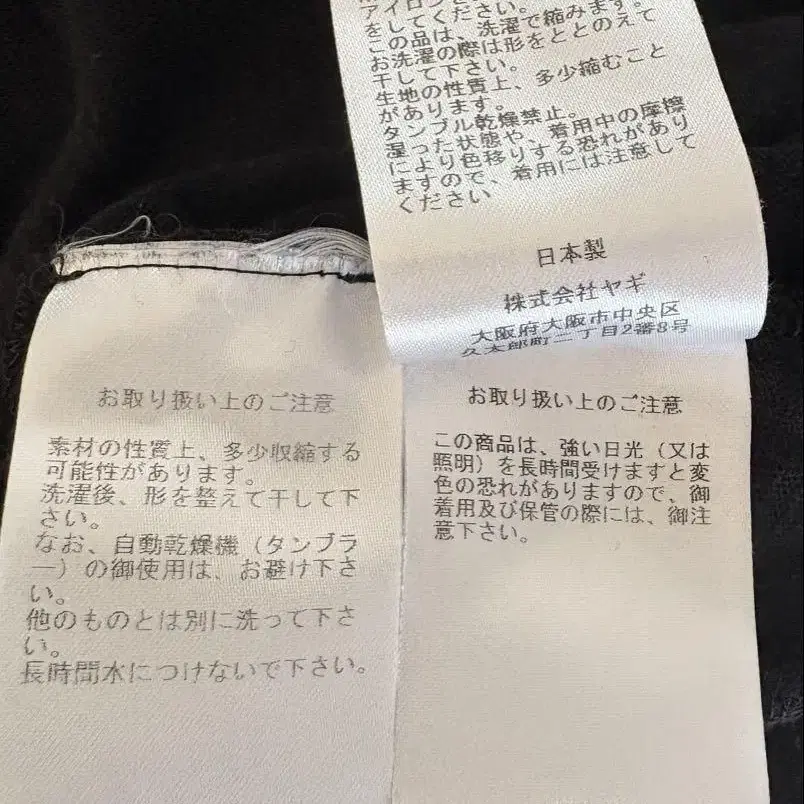 アイロン
をしてください。
この品は、洗濯で縮みます。
お洗濯の際は形をととのえて
干して下さい。
生地の性質上、多少縮むこと
があります。
タンブル乾燥禁止。
湿った状態や、着用中の摩擦
により色移りする恐れがあり
ますので、着用には注意して
ください
日本製
株式会社ヤギ
大阪府大阪市中央区
久太郎町二丁目2番8号
お取り扱い上のご注意
素材の性質上、多少収縮する
可能性があります。
洗濯後、形を整えて干して下
さい。
なお、自動乾燥機（タンブラ
ー）の御使用は、お避け下さ
い。
他のものとは別に洗って下さ
い。
長時間水につけないで下さい。
お取り扱い上のご注意
この商品は、強い日光（又は
照明）を長時間受けますと変
色の恐れがありますので、御
着用及び保管の際には、御注
意下さい。